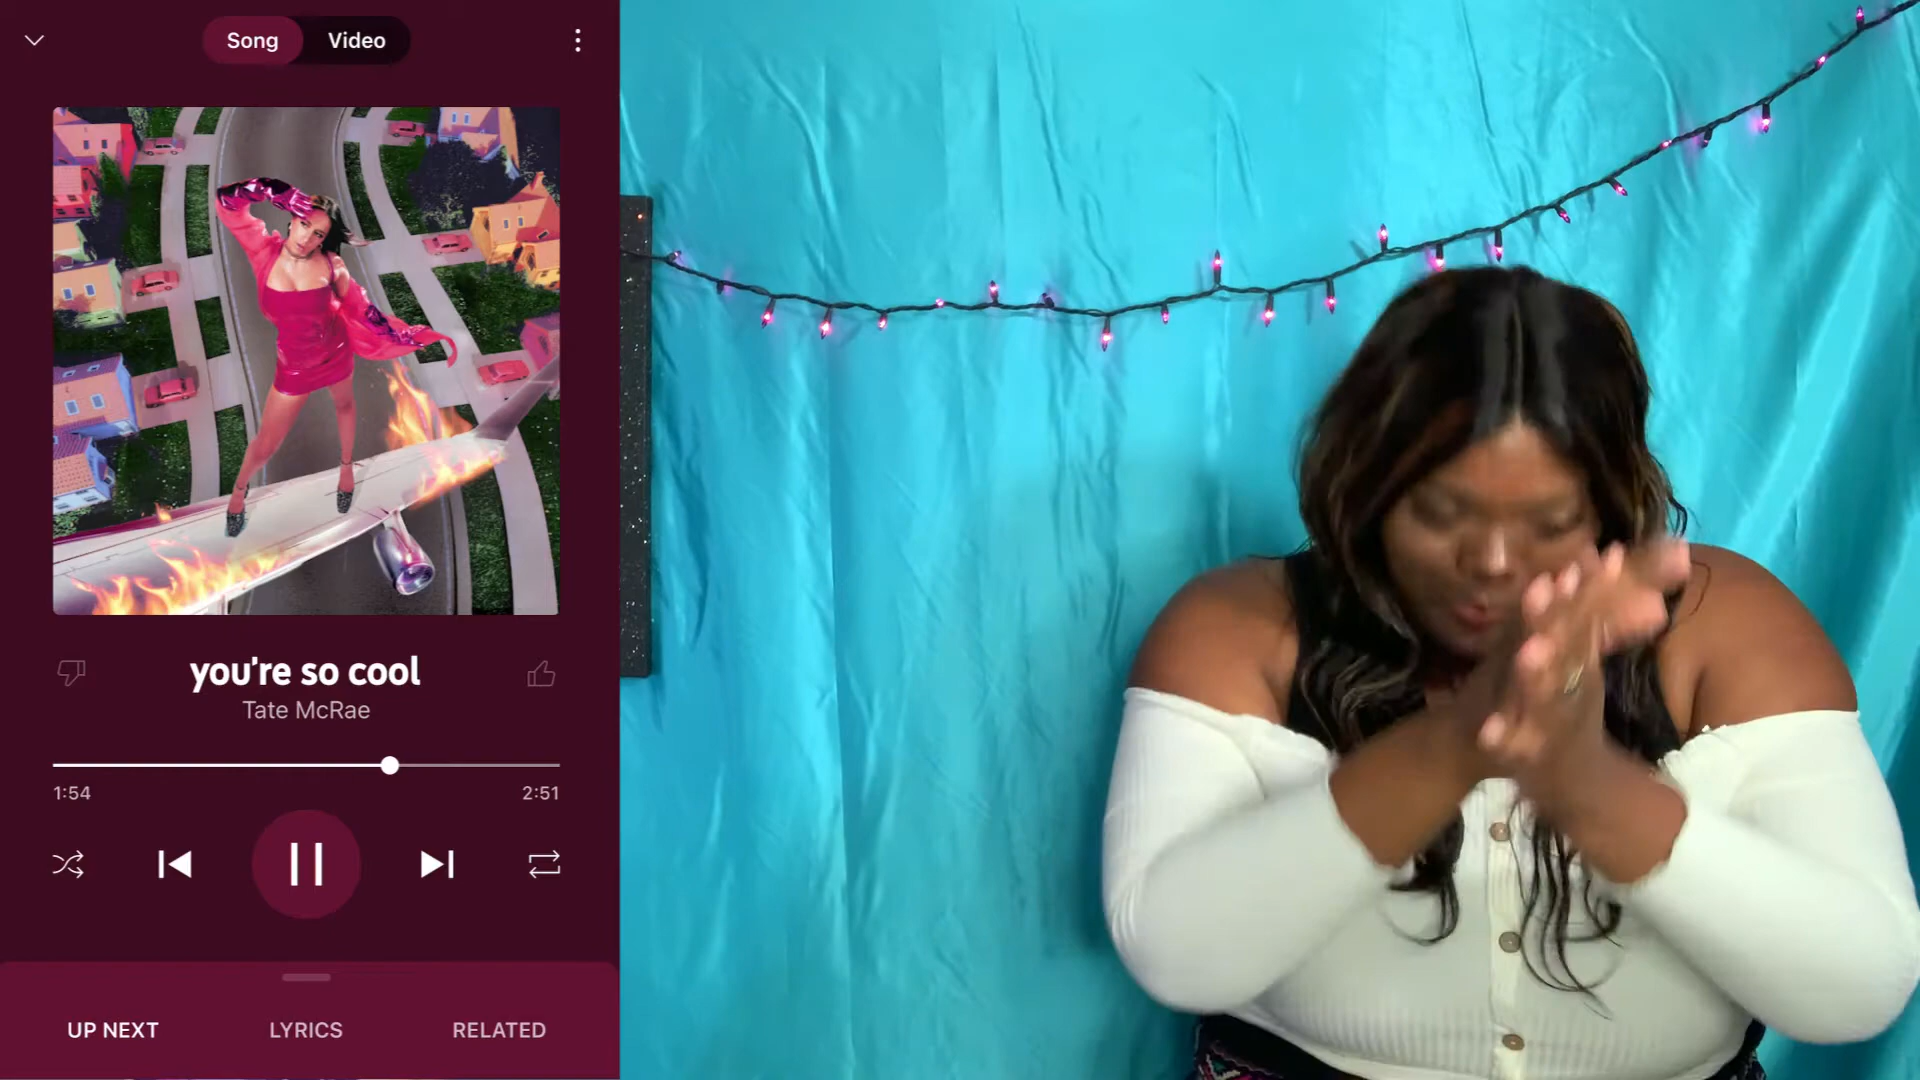 Song Video
you're so cool
Tate McRae
1:54 2:51
UP NEXT LYRICS RELATED